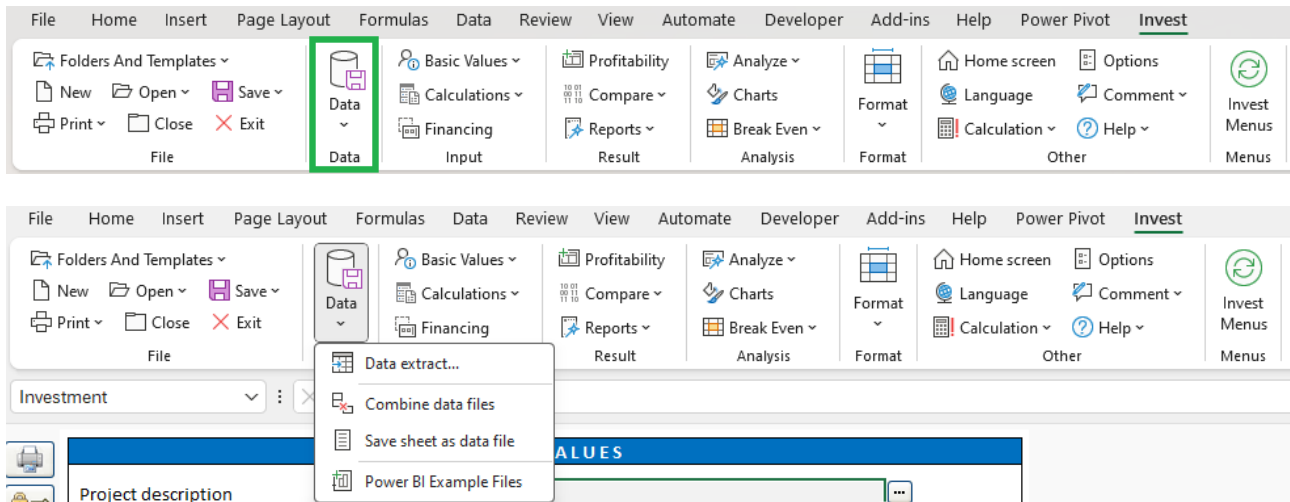 File Home Insert Page Layout Formulas Data Review View Automate Developer Add-ins Help Power Pivot Invest
Folders And Templates Basic Values Profitability Analyze Home screen Options
New Open Save Data Calculations Compare Charts Format Language Comment Invest Menus
Print Close Exit Financing Reports Break Even Calculation Help
File Data Input Result Analysis Format Other Menus
File Home Insert Page Layout Formulas Data Review View Automate Developer Add-ins Help Power Pivot Invest
Folders And Templates Basic Values Profitability Analyze Home screen Options
New Open Save Data Calculations Compare Charts Format Language Comment Invest Menus
Print Close Exit Financing Reports Break Even Calculation Help
File Result Analysis Format Other Menus
Data extract...
Investment
Combine data files
Save sheet as data file
ALUES
Power BI Example Files
Project description ...